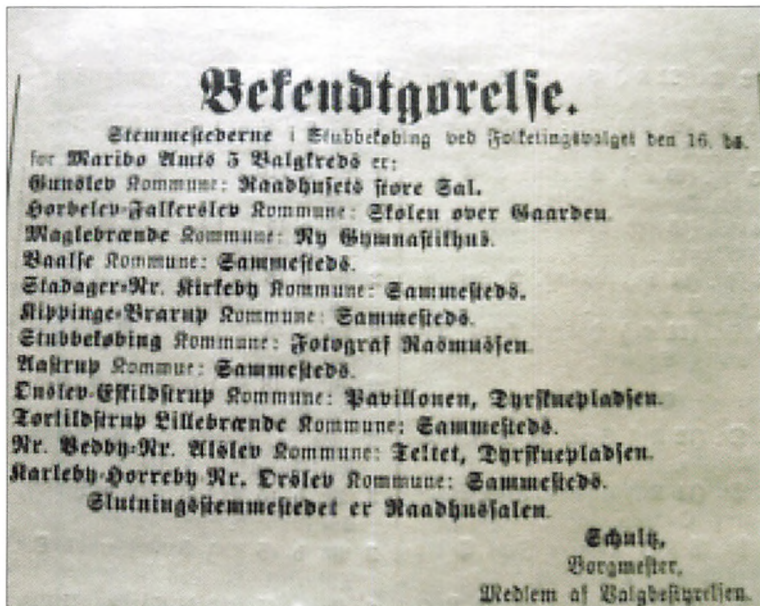 Bekendtgørelse.
Stemmestederne i Stubbekøbing ved Folketingsvalget den 16. ds.
for Maribo Amts 3 Valgkreds er:
Gunslev Kommune: Raadhusets store Sal.
Horbelev-Falkerslev Kommune: Skolen over Gaarden.
Maglebrænde Kommune: Ny Gymnastikhus.
Vaalse Kommune: Sammesteds.
Stadager-Nr. Kirkeby Kommune: Sammesteds.
Kippinge-Brarup Kommune: Sammesteds.
Stubbekøbing Kommune: Fotograf Rasmussen.
Aastrup Kommue: Sammesteds.
Onslev-Eskildstrup Kommune: Pavillonen, Dyrskuepladsen.
Torkildstrup Lillebrænde Kommune: Sammesteds.
Nr. Vedby-Nr. Alslev Kommune: Teltet, Dyrskuepladsen.
Karleby-Horreby Nr. Ørslev Kommune: Sammesteds.
Slutningsstemmestedet er Raadhussalen.
Schultz,
Borgmester,
Medlem af Valgbestyrelsen.